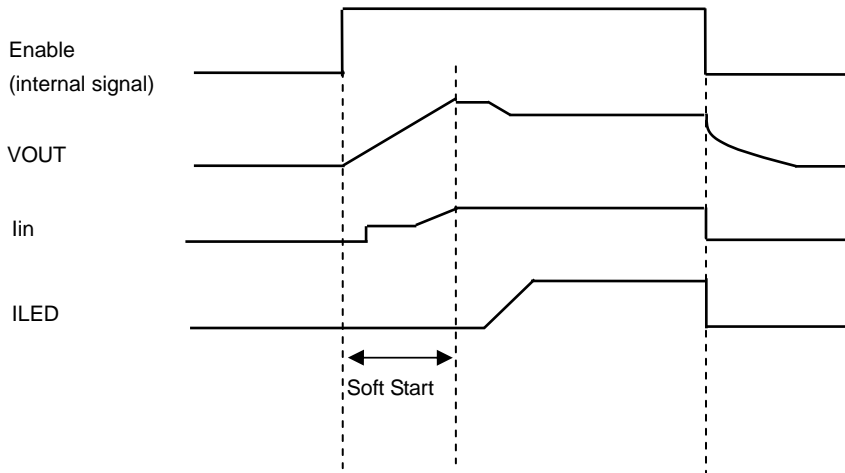 Enable
(internal signal)
VOUT
Iin
ILED
Soft Start